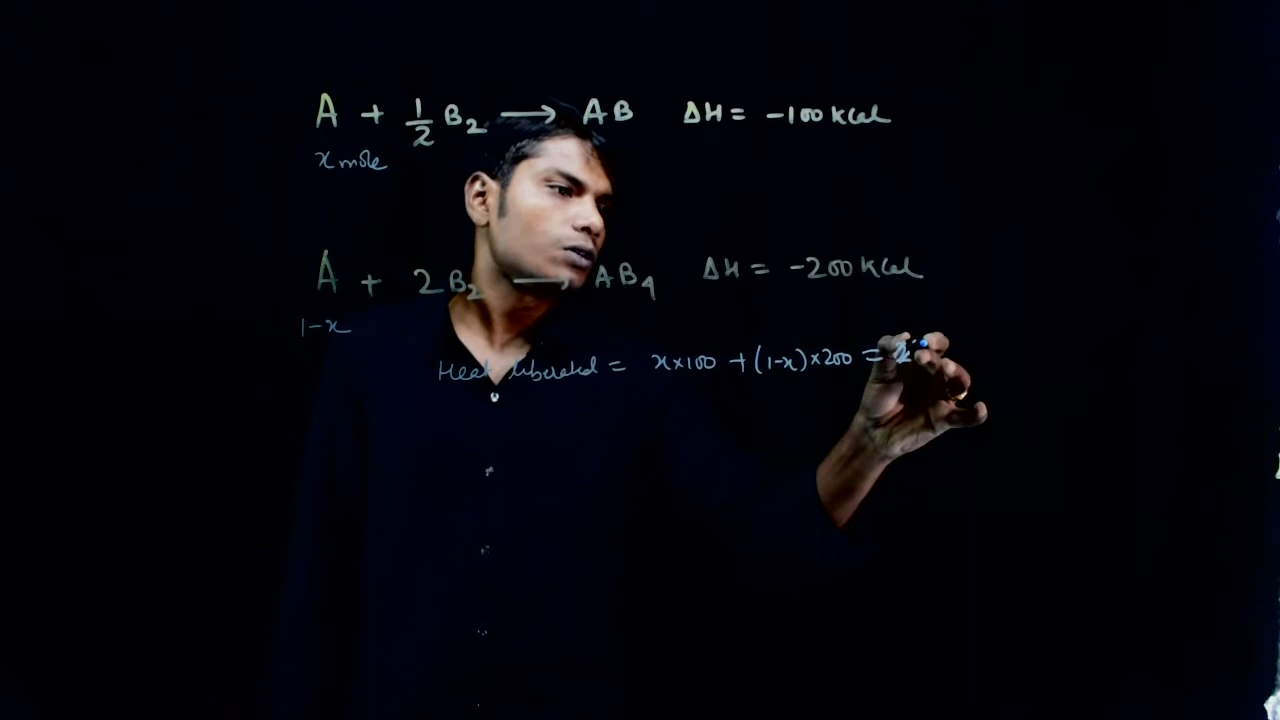 A + 1/2 B2 → AB ΔH = -100 kCal
x mole
A + 2B2 → AB4 ΔH = -200 kCal
1-x
Heat liberated = x×100 + (1-x)×200 =